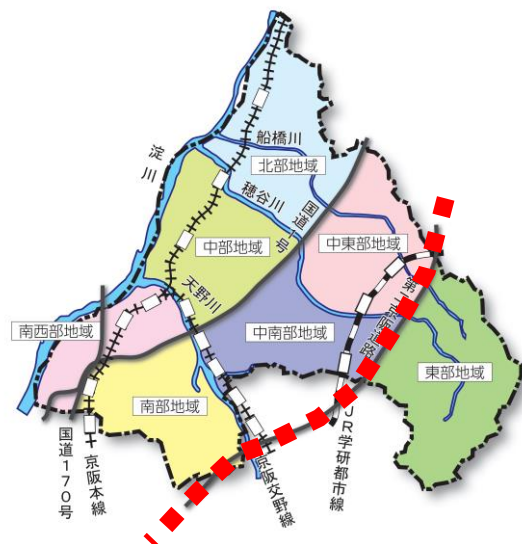 淀川
船橋川
北部地域
穂谷川
国道1号
中部地域
中東部地域
天野川
第二京阪道路
南西部地域
中南部地域
東部地域
南部地域
国道170号
京阪本線
京阪交野線
JR学研都市線